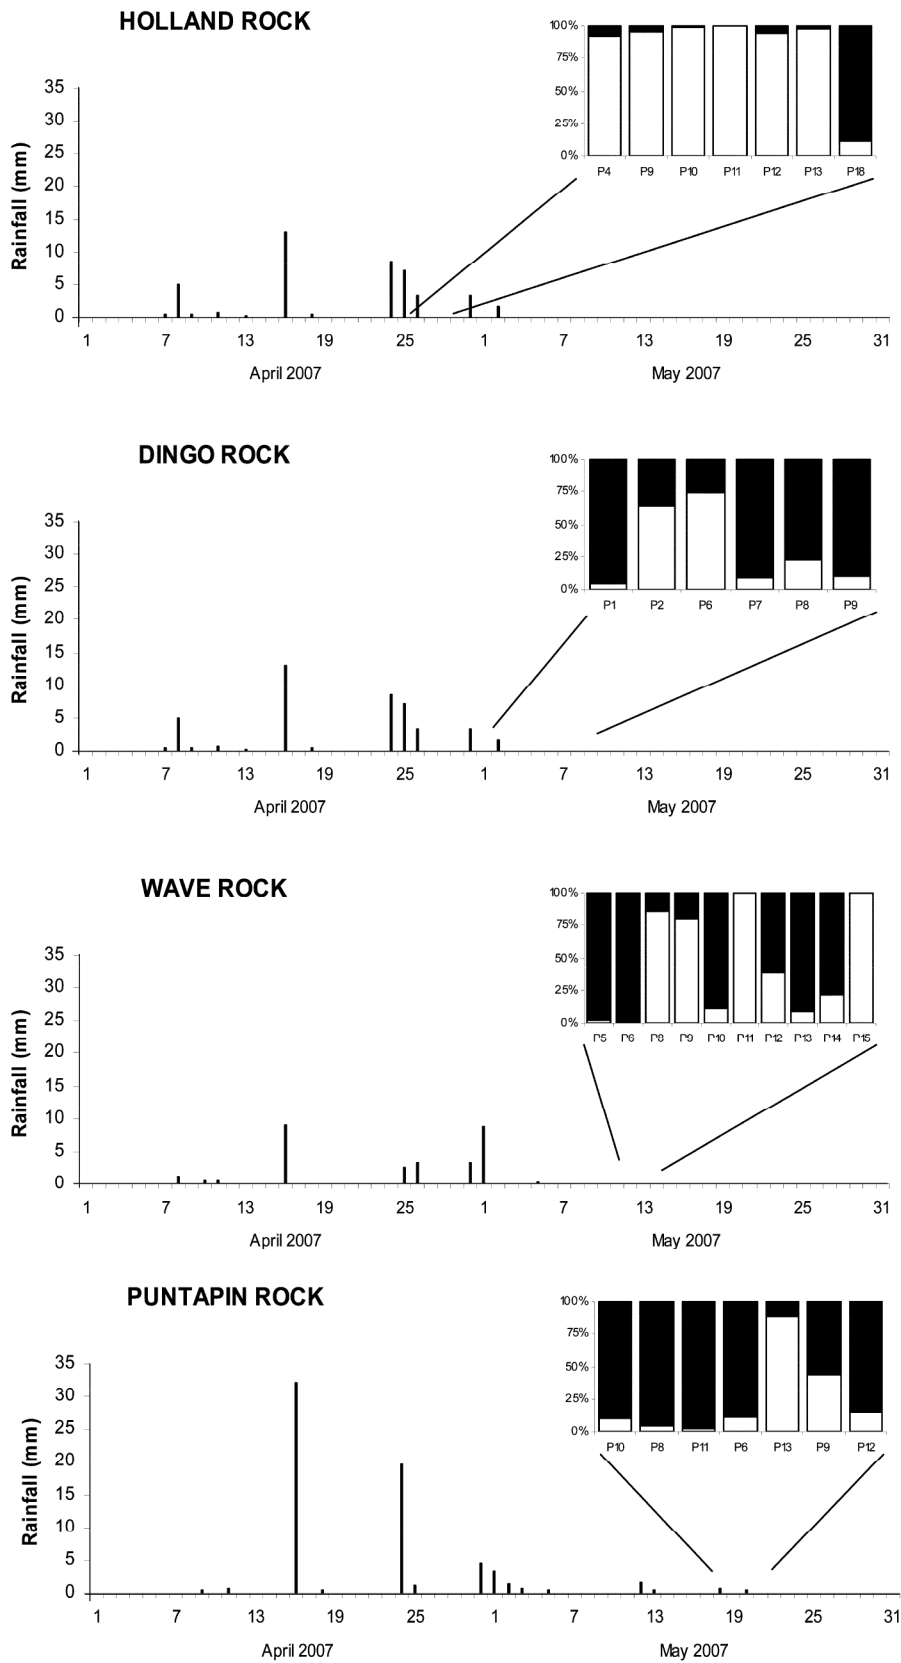 HOLLAND ROCK
100%
75%
50%
25%
0%
P4 P9 P10 P11 P12 P13 P18
Rainfall (mm)
35
30
25
20
15
10
5
0
1 7 13 19 25 1 7 13 19 25 31
April 2007 May 2007
DINGO ROCK
100%
75%
50%
25%
0%
P1 P2 P6 P7 P8 P9
Rainfall (mm)
35
30
25
20
15
10
5
0
1 7 13 19 25 1 7 13 19 25 31
April 2007 May 2007
WAVE ROCK
100%
75%
50%
25%
0%
P5 P6 P8 P9 P10 P11 P12 P13 P14 P15
Rainfall (mm)
35
30
25
20
15
10
5
0
1 7 13 19 25 1 7 13 19 25 31
April 2007 May 2007
PUNTAPIN ROCK
100%
75%
50%
25%
0%
P10 P8 P11 P6 P13 P9 P12
Rainfall (mm)
35
30
25
20
15
10
5
0
1 7 13 19 25 1 7 13 19 25 31
April 2007 May 2007